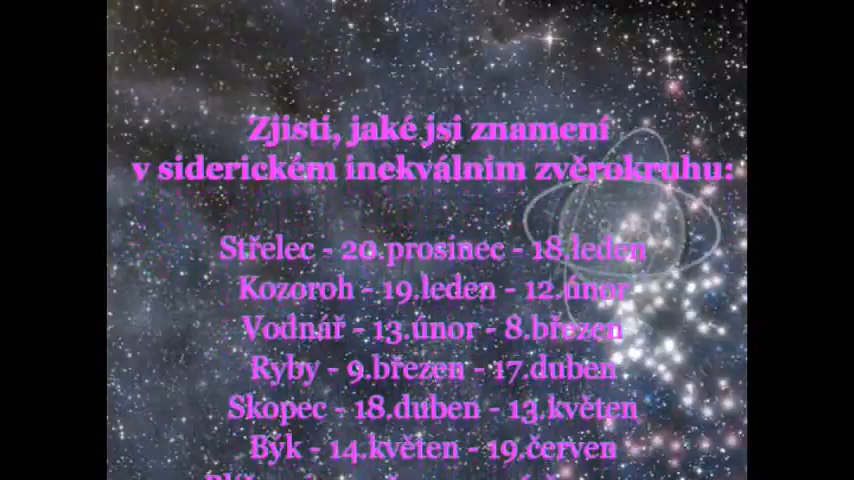 Zjisti, jaké jsi znamení
v siderickém inekválním zvěrokruhu:
Střelec - 20.prosinec - 18.leden
Kozoroh - 19.leden - 12.únor
Vodnář - 13.únor - 8.březen
Ryby - 9.březen - 17.duben
Skopec - 18.duben - 13.květen
Býk - 14.květen - 19.červen